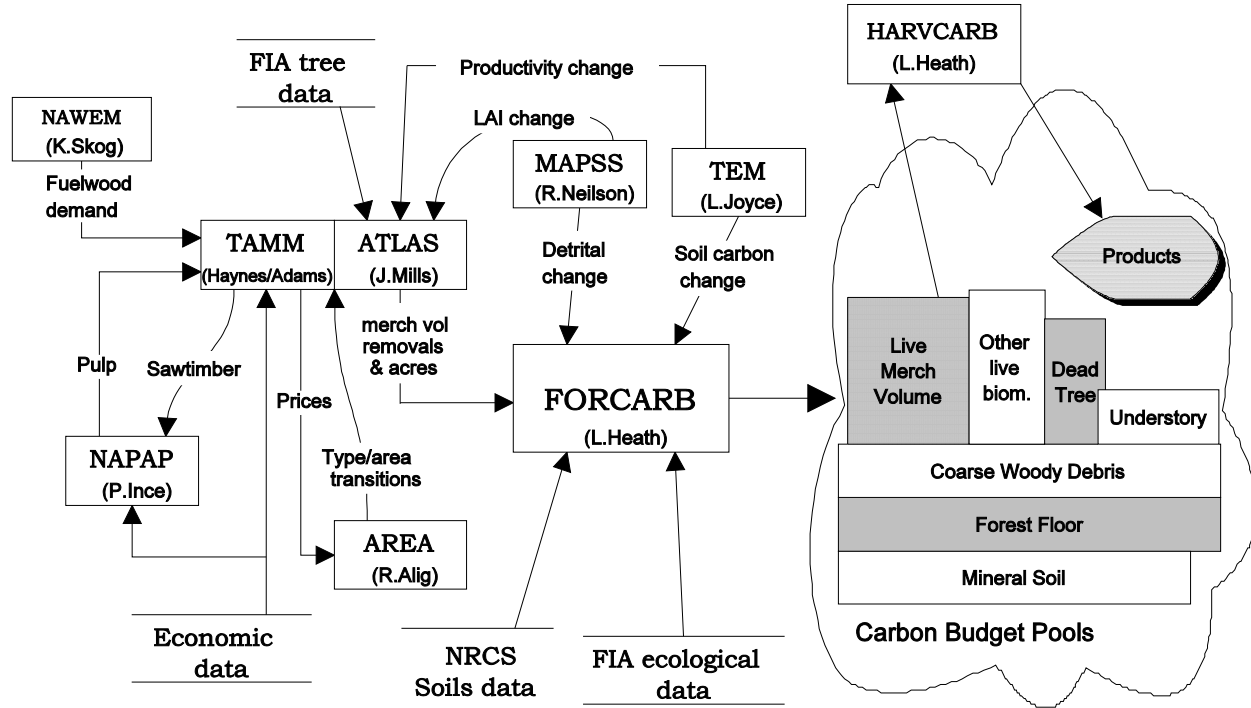 HARVCARB
(L.Heath)
FIA tree
data
Productivity change
LAI change
NAWEM
(K.Skog)
Fuelwood
demand
MAPSS
(R.Neilson)
TEM
(L.Joyce)
TAMM
(Haynes/Adams)
ATLAS
(J.Mills)
Detrital
change
Soil carbon
change
Products
merch vol
removals
& acres
Pulp
Sawtimber
Prices
FORCARB
(L.Heath)
Live
Merch
Volume
Other
live
biom.
Dead
Tree
Understory
NAPAP
(P.Ince)
Type/area
transitions
Coarse Woody Debris
Forest Floor
Mineral Soil
AREA
(R.Alig)
Carbon Budget Pools
Economic
data
NRCS
Soils data
FIA ecological
data